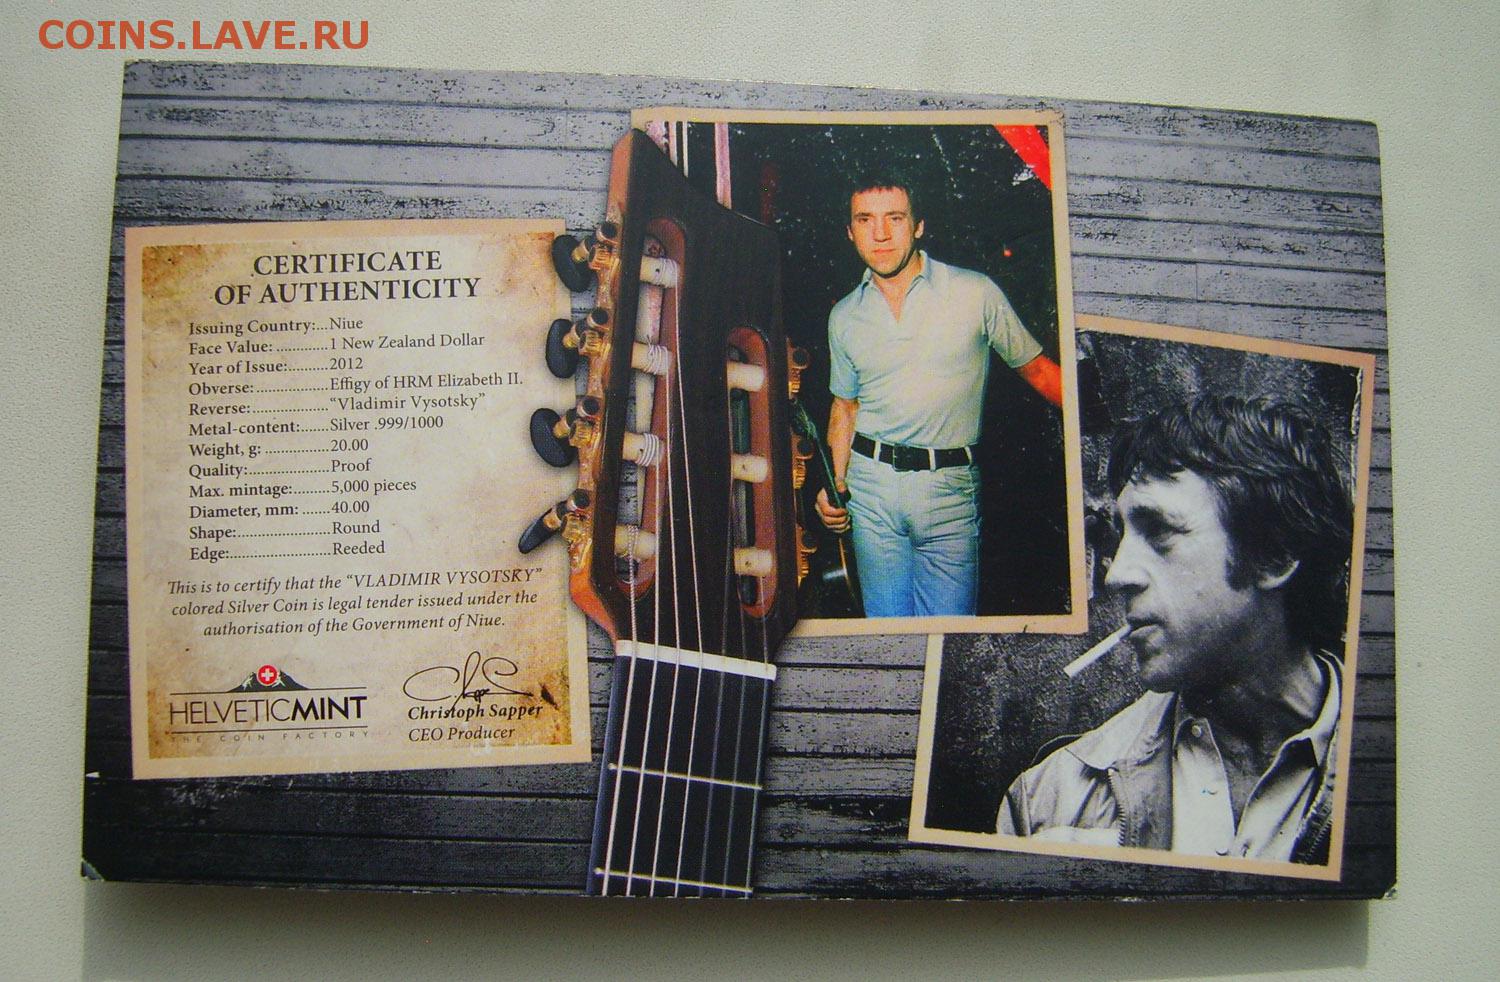 COINS.LAVE.RU
CERTIFICATE
OF AUTHENTICITY
Issuing Country:...Niue
Face Value: .............1 New Zealand Dollar
Year of Issue:..........2012
Obverse: ..................Effigy of HRM Elizabeth II.
Reverse:...................“Vladimir Vysotsky”
Metal-content:.......Silver .999/1000
Weight, g: ................20.00
Quality:.....................Proof
Max. mintage:.........5,000 pieces
Diameter, mm: .......40.00
Shape:........................Round
Edge:..........................Reeded
This is to certify that the “VLADIMIR VYSOTSKY”
colored Silver Coin is legal tender issued under the
authorisation of the Government of Niue.
HELVETICMINT
THE COIN FACTORY
Christoph Sapper
CEO Producer